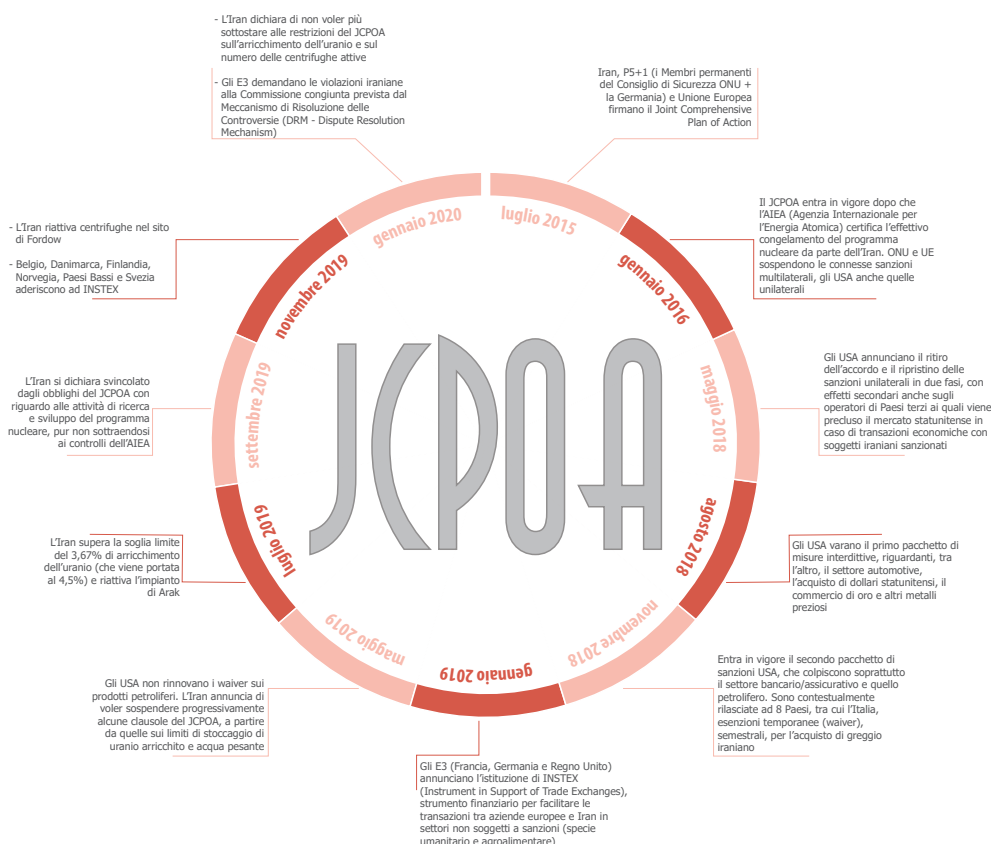 Iran, P5+1 (i Membri permanenti
del Consiglio di Sicurezza ONU +
la Germania) e Unione Europea
firmano il Joint Comprehensive
Plan of Action
luglio 2015
Il JCPOA entra in vigore dopo che
l'AIEA (Agenzia Internazionale per
l'Energia Atomica) certifica l'effettivo
congelamento del programma
nucleare da parte dell'Iran. ONU e UE
sospendono le connesse sanzioni
multilaterali, gli USA anche quelle
unilaterali
gennaio 2016
Gli USA annunciano il ritiro
dell'accordo e il ripristino delle
sanzioni unilaterali in due fasi, con
effetti secondari anche sugli
operatori di Paesi terzi ai quali viene
precluso il mercato statunitense in
caso di transazioni economiche con
soggetti iraniani sanzionati
maggio 2018
Gli USA varano il primo pacchetto di
misure interdittive, riguardanti, tra
l'altro, il settore automotive,
l'acquisto di dollari statunitensi, il
commercio di oro e altri metalli
preziosi
agosto 2018
Entra in vigore il secondo pacchetto di
sanzioni USA, che colpiscono soprattutto
il settore bancario/assicurativo e quello
petrolifero. Sono contestualmente
rilasciate ad 8 Paesi, tra cui l'Italia,
esenzioni temporanee (waiver),
semestrali, per l'acquisto di greggio
iraniano
novembre 2018
Gli E3 (Francia, Germania e Regno Unito)
annunciano l'istituzione di INSTEX
(Instrument in Support of Trade Exchanges),
strumento finanziario per facilitare le
transazioni tra aziende europee e Iran in
settori non soggetti a sanzioni (specie
umanitario e agroalimentare)
gennaio 2019
Gli USA non rinnovano i waiver sui
prodotti petroliferi. L'Iran annuncia di
voler sospendere progressivamente
alcune clausole del JCPOA, a partire
da quelle sui limiti di stoccaggio di
uranio arricchito e acqua pesante
maggio 2019
L'Iran supera la soglia limite
del 3,67% di arricchimento
dell'uranio (che viene portata
al 4,5%) e riattiva l'impianto
di Arak
luglio 2019
L'Iran si dichiara svincolato
dagli obblighi del JCPOA con
riguardo alle attività di ricerca
e sviluppo del programma
nucleare, pur non sottraendosi
ai controlli dell'AIEA
settembre 2019
- L'Iran riattiva centrifughe nel sito
di Fordow
- Belgio, Danimarca, Finlandia,
Norvegia, Paesi Bassi e Svezia
aderiscono ad INSTEX
novembre 2019
- L'Iran dichiara di non voler più
sottostare alle restrizioni del JCPOA
sull'arricchimento dell'uranio e sul
numero delle centrifughe attive
- Gli E3 demandano le violazioni iraniane
alla Commissione congiunta prevista dal
Meccanismo di Risoluzione delle
Controversie (DRM - Dispute Resolution
Mechanism)
gennaio 2020
JCPOA